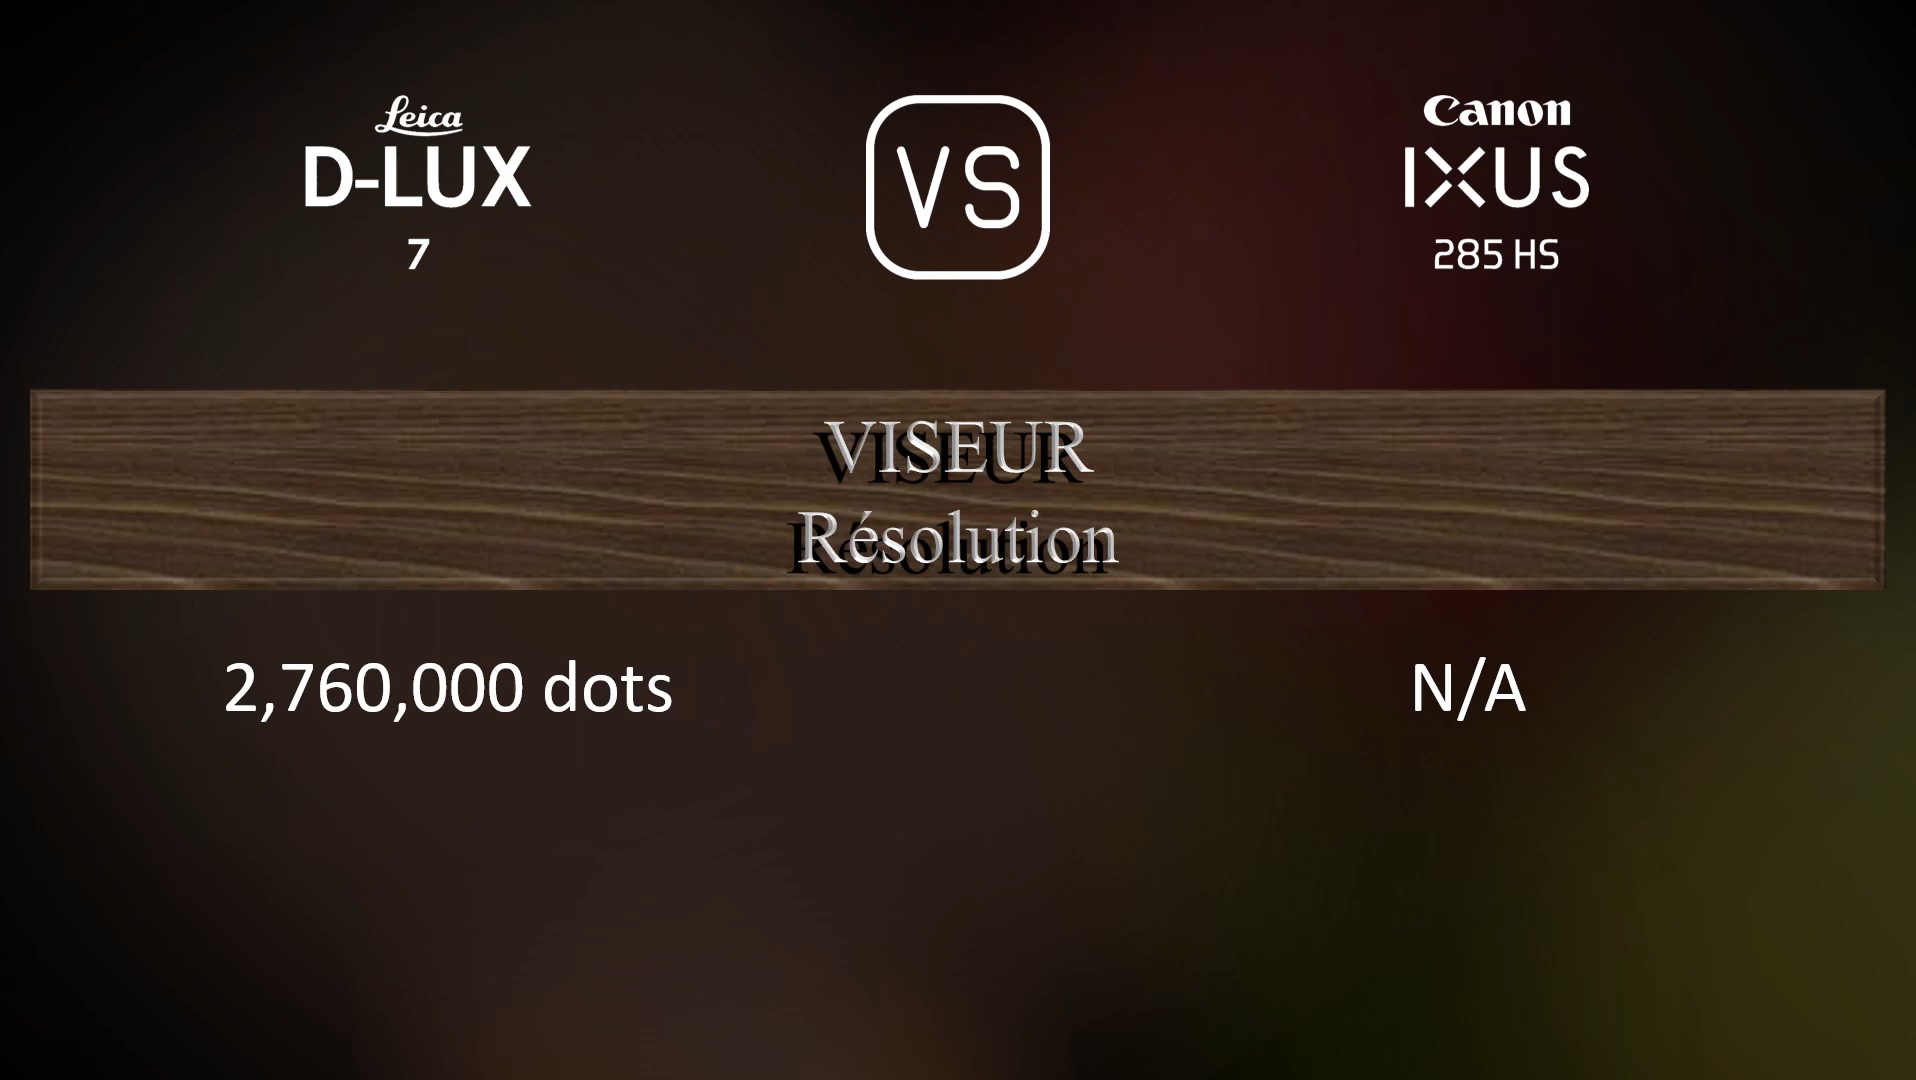 Leica
D-LUX
7
VS
Canon
IXUS
285 HS
VISEUR
Résolution
2,760,000 dots
N/A